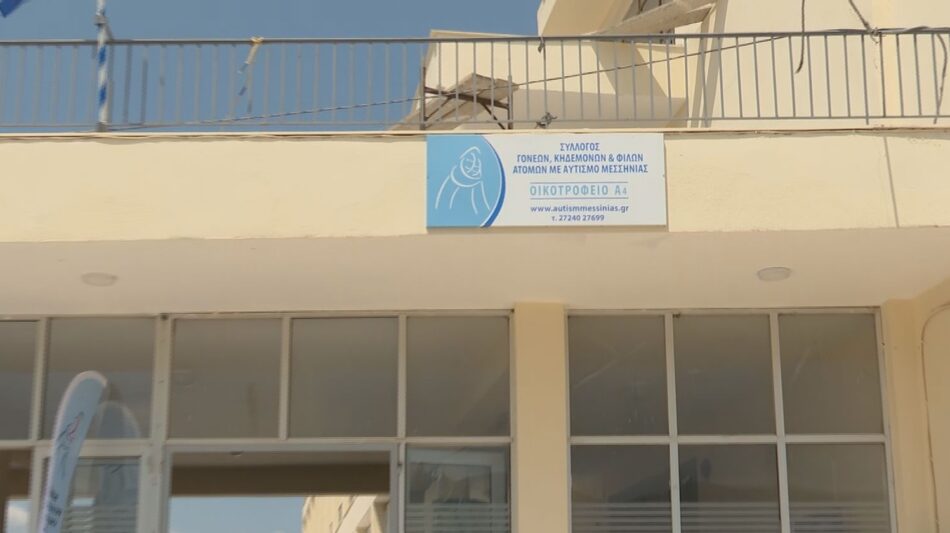 ΣΥΛΛΟΓΟΣ
ΓΟΝΕΩΝ, ΚΗΔΕΜΟΝΩΝ & ΦΙΛΩΝ
ΑΤΟΜΩΝ ΜΕ ΑΥΤΙΣΜΟ ΜΕΣΣΗΝΙΑΣ
ΟΙΚΟΤΡΟΦΕΙΟ Α4
www.autismmessinias.gr
τ. 27240 27699